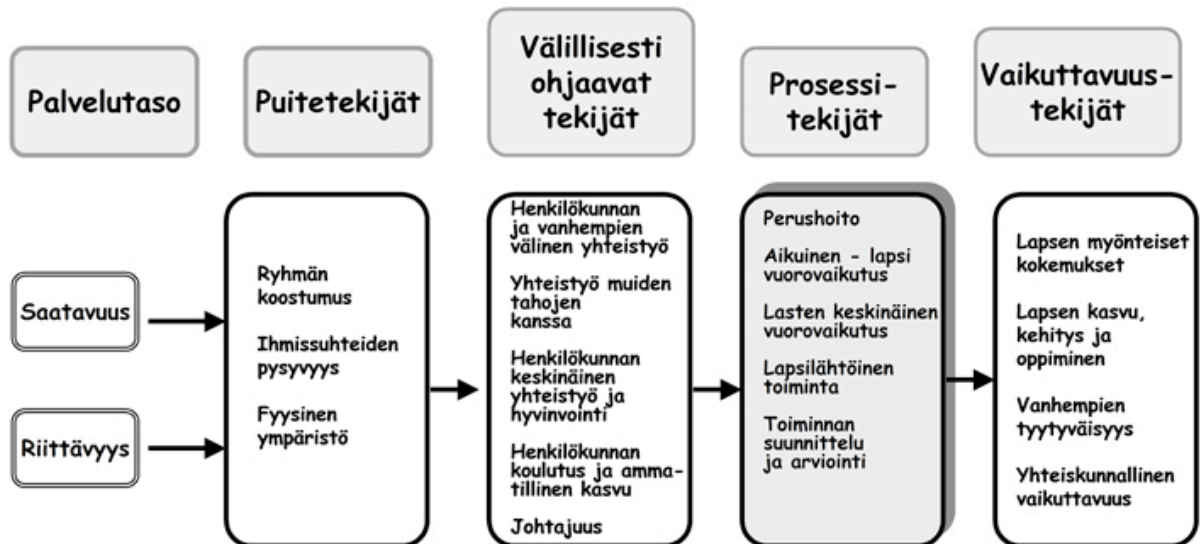 Palvelutaso
Puitetekijät
Välillisesti
ohjaavat
tekijät
Prosessi-
tekijät
Vaikuttavuus-
tekijät
Saatavuus
Riittävyys
Ryhmän
koostumus
Ihmissuhteiden
pysyvyys
Fyysinen
ympäristö
Henkilökunnan
ja vanhempien
välinen yhteistyö
Yhteistyö muiden
tahojen
kanssa
Henkilökunnan
keskinäinen
yhteistyö ja
hyvinvointi
Henkilökunnan
koulutus ja amma-
tillinen kasvu
Johtajuus
Perushoito
Aikuinen - lapsi
vuorovaikutus
Lasten keskinäinen
vuorovaikutus
Lapsilähtöinen
toiminta
Toiminnan
suunnittelu
ja arviointi
Lapsen myönteiset
kokemukset
Lapsen kasvu,
kehitys ja
oppiminen
Vanhempien
tyytyväisyys
Yhteiskunnallinen
vaikuttavuus